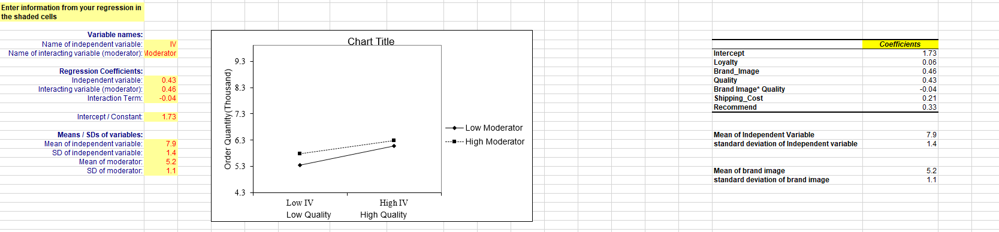 Enter information from your regression in
the shaded cells
Variable names:
Name of independent variable: IV
Name of interacting variable (moderator): Moderator
Regression Coefficients:
Independent variable: 0.43
Interacting variable (moderator): 0.46
Interaction Term: -0.04
Intercept / Constant: 1.73
Means / SDs of variables:
Mean of independent variable: 7.9
SD of independent variable: 1.4
Mean of moderator: 5.2
SD of moderator: 1.1
Chart Title
Order Quantity(Thousand)
9.3
8.3
7.3
6.3
5.3
4.3
Low IV High IV
Low Quality High Quality
Low Moderator
High Moderator
Coefficients
Intercept 1.73
Loyalty 0.06
Brand_Image 0.46
Quality 0.43
Brand Image* Quality -0.04
Shipping_Cost 0.21
Recommend 0.33
Mean of Independent Variable 7.9
standard deviation of Independent variable 1.4
Mean of brand image 5.2
standard deviation of brand image 1.1